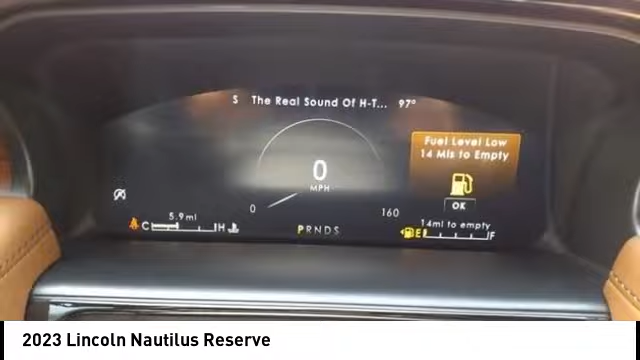 S The Real Sound Of H-T... 97°
Fuel Level Low
14 Mls to Empty
OK
0
MPH
0 160
5.9mi
C H
PRNDS
14mi to empty
E F
2023 Lincoln Nautilus Reserve